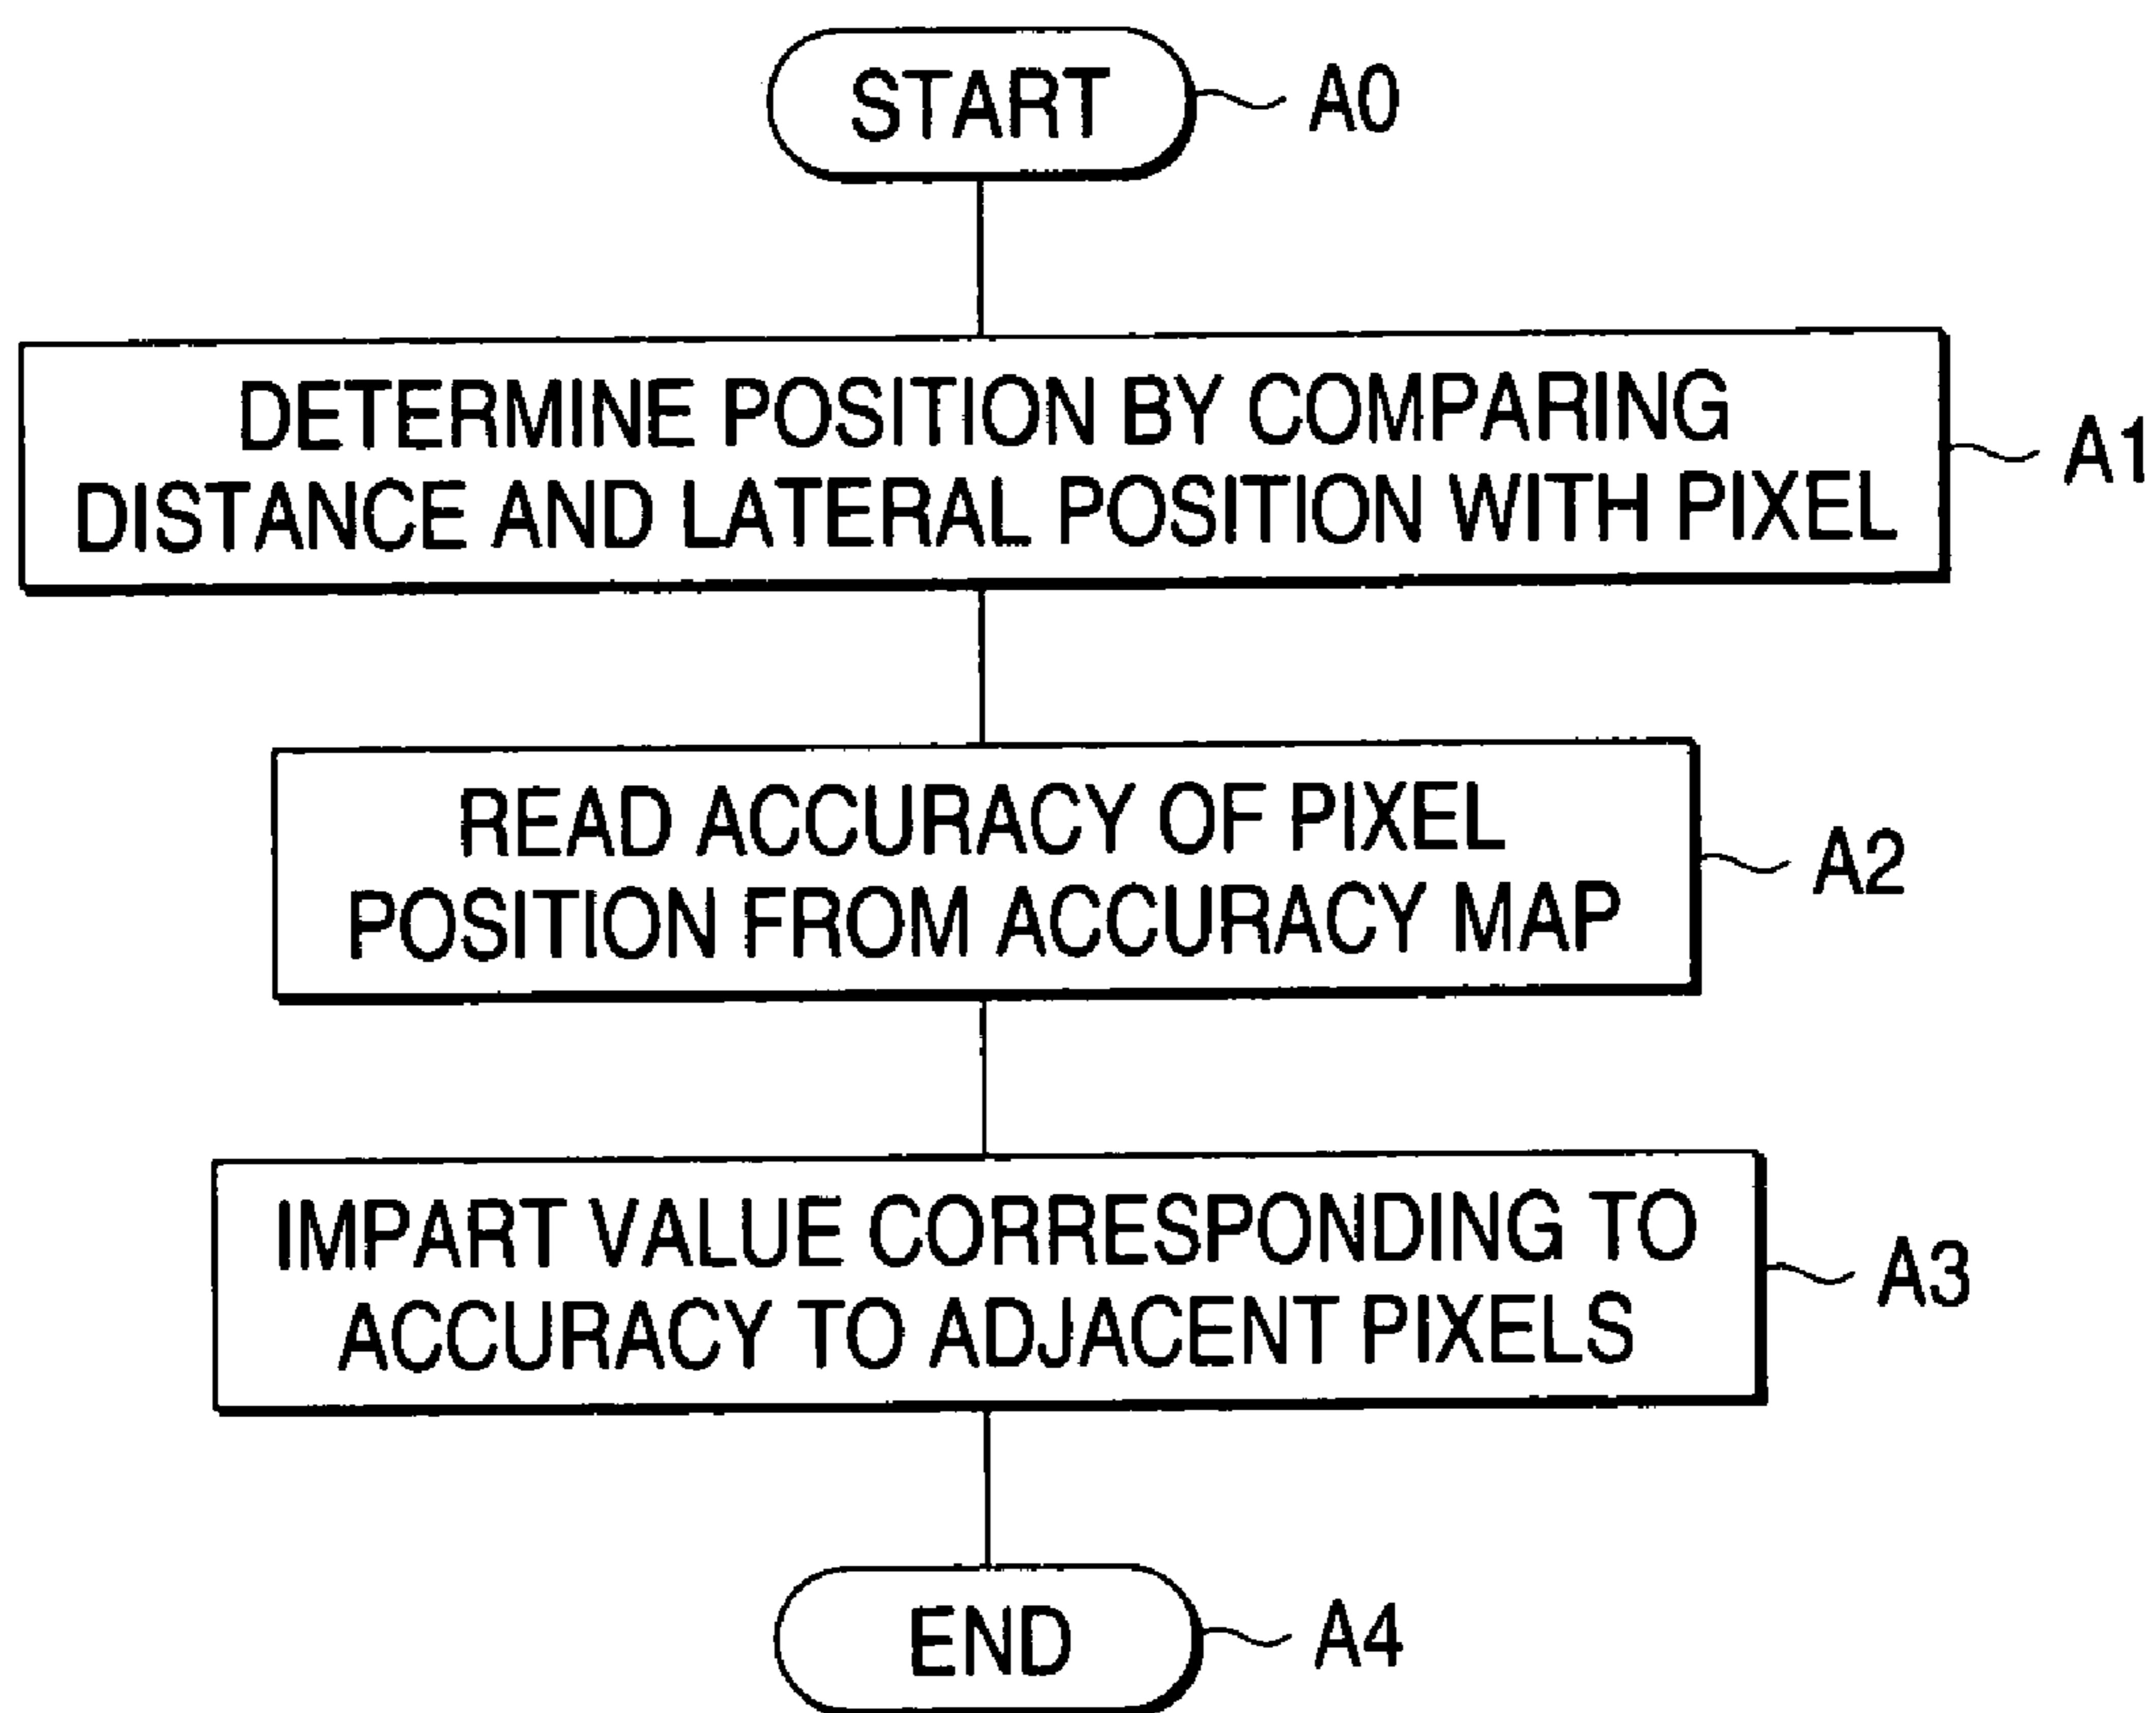 START
A0
DETERMINE POSITION BY COMPARING
DISTANCE AND LATERAL POSITION WITH PIXEL
A1
READ ACCURACY OF PIXEL
POSITION FROM ACCURACY MAP
A2
IMPART VALUE CORRESPONDING TO
ACCURACY TO ADJACENT PIXELS
A3
END
A4